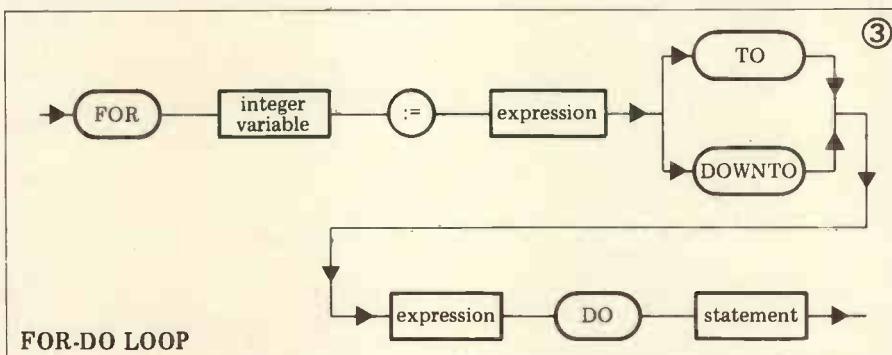 ③
TO
FOR
integer
variable
:=
expression
DOWNTO
expression
DO
statement
FOR-DO LOOP